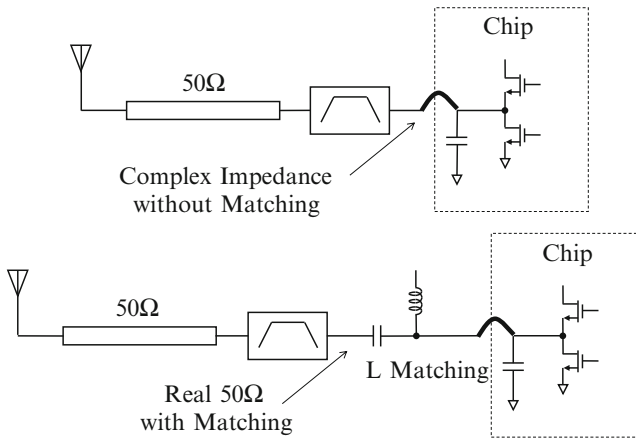 Chip
50Ω
Complex Impedance
without Matching
Chip
50Ω
L Matching
Real 50Ω
with Matching